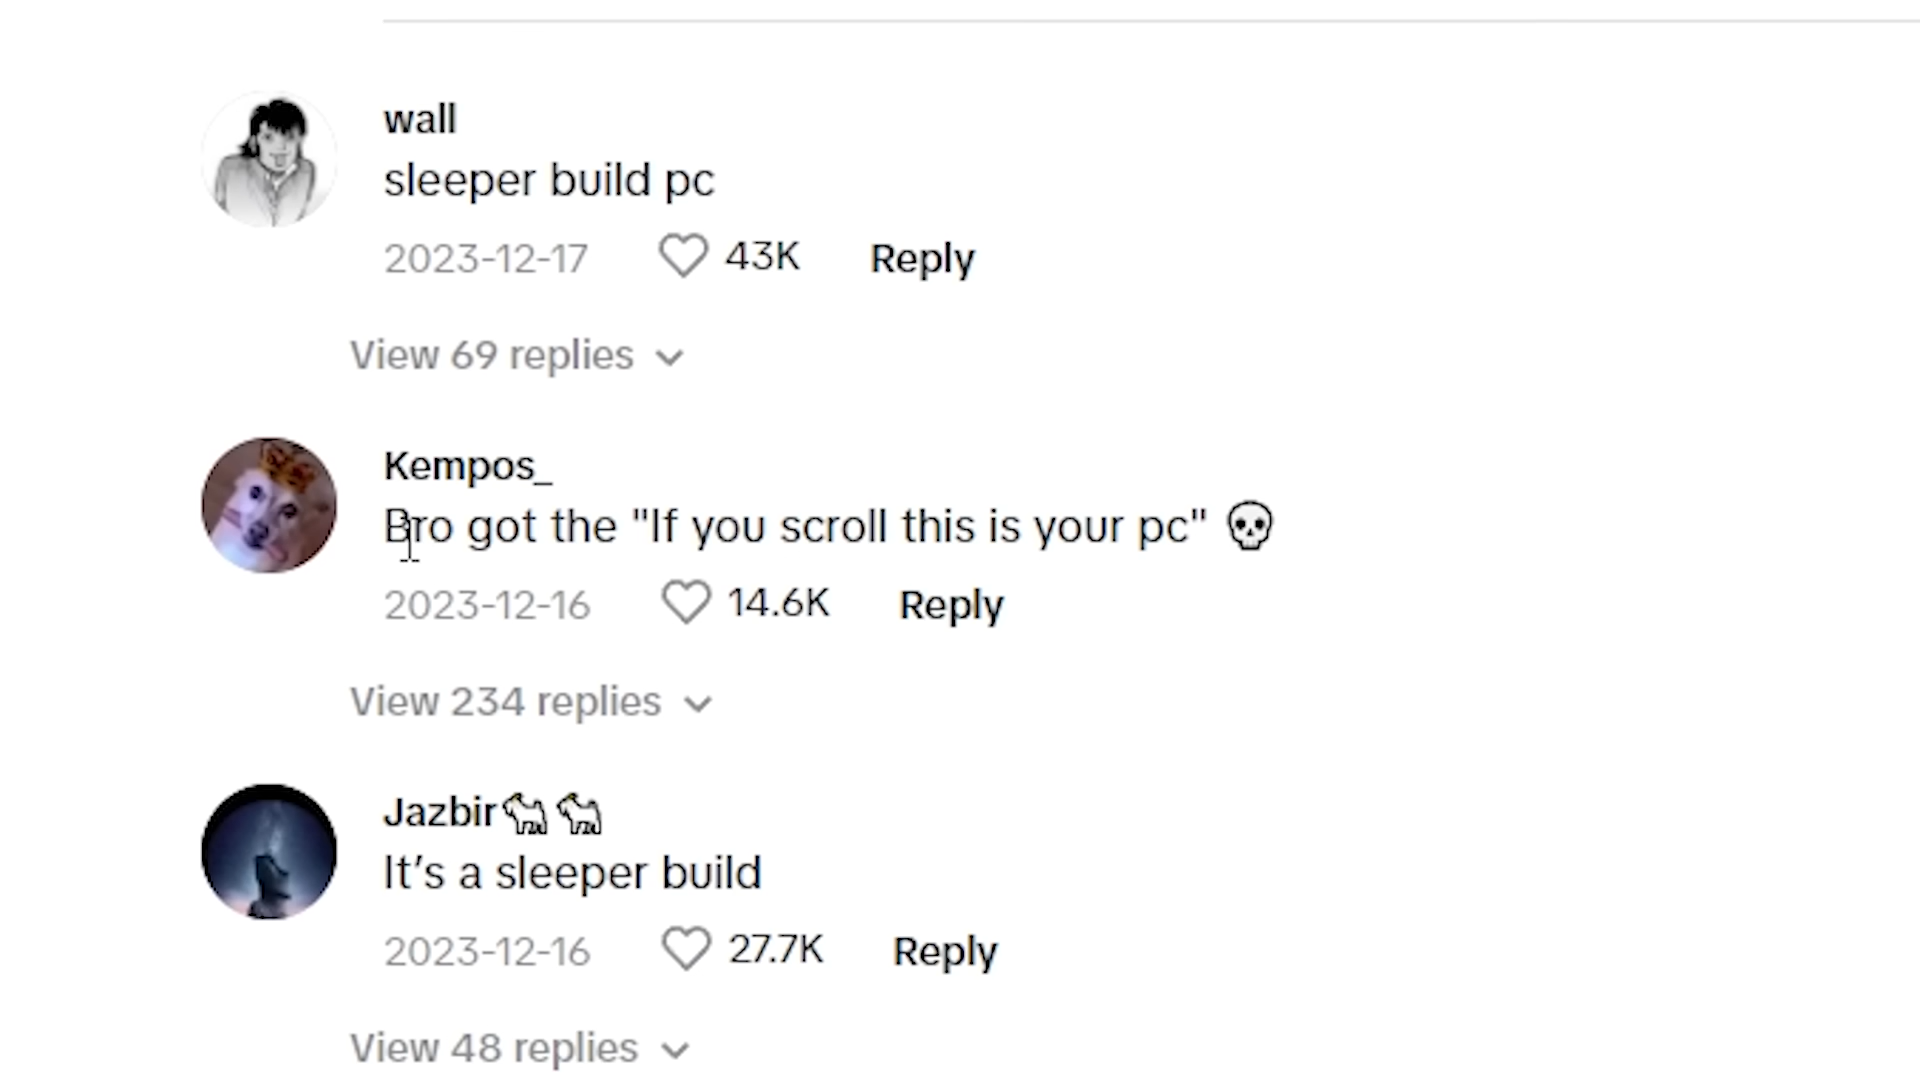 wall
sleeper build pc
2023-12-17 43K Reply
View 69 replies
Kempos_
Bro got the "If you scroll this is your pc" 💀
2023-12-16 14.6K Reply
View 234 replies
Jazbir🐐🐐
It's a sleeper build
2023-12-16 27.7K Reply
View 48 replies